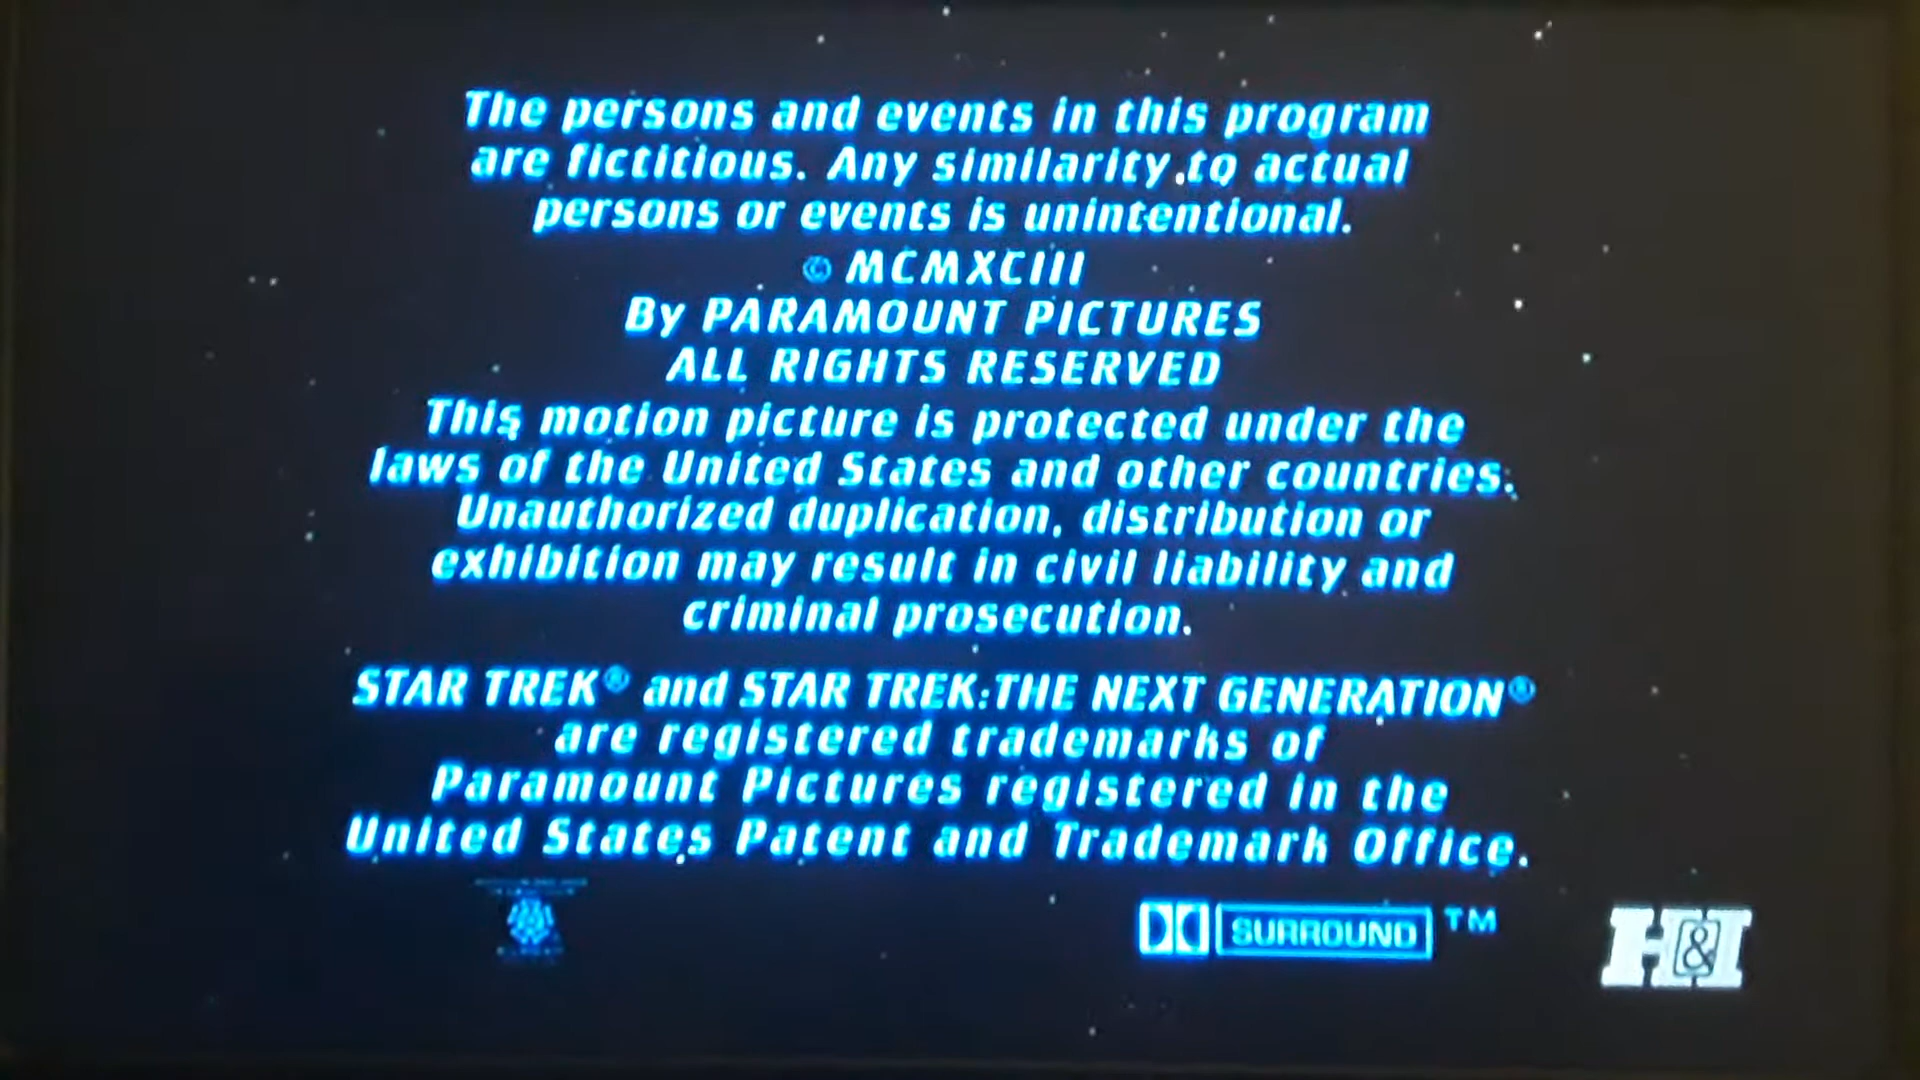 The persons and events in this program
are fictitious. Any similarity to actual
persons or events is unintentional.
© MCMXCIII
By PARAMOUNT PICTURES
ALL RIGHTS RESERVED
This motion picture is protected under the
laws of the United States and other countries.
Unauthorized duplication, distribution or
exhibition may result in civil liability and
criminal prosecution.
STAR TREK® and STAR TREK:THE NEXT GENERATION®
are registered trademarks of
Paramount Pictures registered in the
United States Patent and Trademark Office.
SURROUND ™
H&I